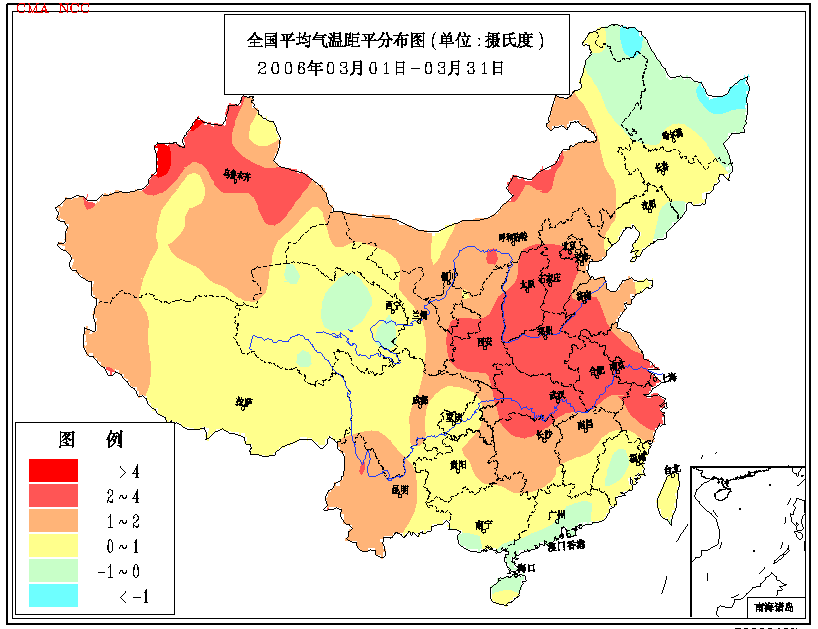 CMA NCC
全国平均气温距平分布图(单位:摄氏度)
2006年03月01日-03月31日
哈尔滨
长春
沈阳
乌鲁木齐
呼和浩特
北京
天津
银川
太原
石家庄
济南
西宁
兰州
西安
郑州
合肥
南京
上海
拉萨
成都
重庆
武汉
长沙
南昌
贵阳
福州
昆明
台北
南宁
广州
澳门香港
海口
图 例
>4
2~4
1~2
0~1
-1~0
<-1
南海诸岛